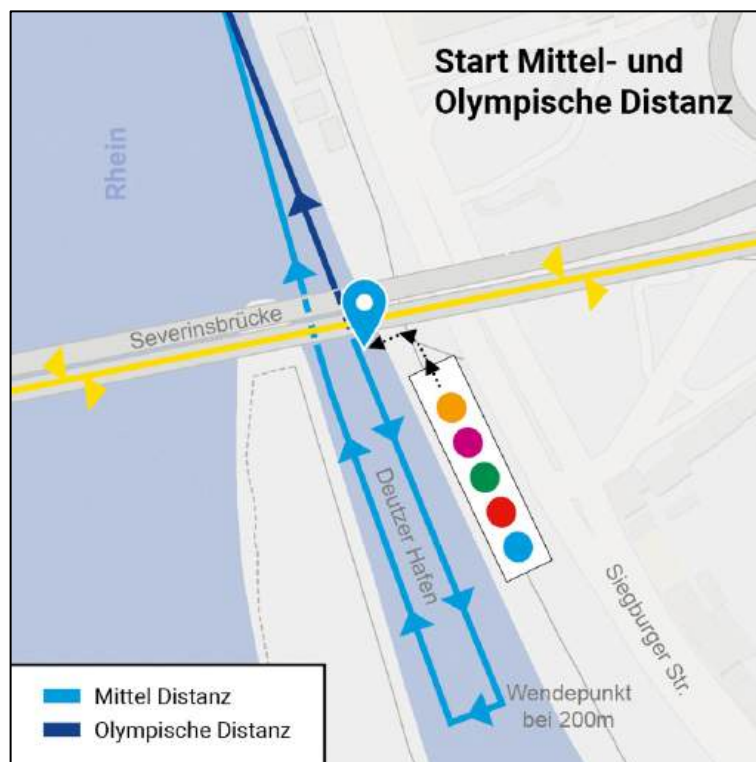 Start Mittel- und
Olympische Distanz
Rhein
Severinsbrücke
Deutzer Hafen
Siegburger Str.
Wendepunkt
bei 200m
Mittel Distanz
Olympische Distanz